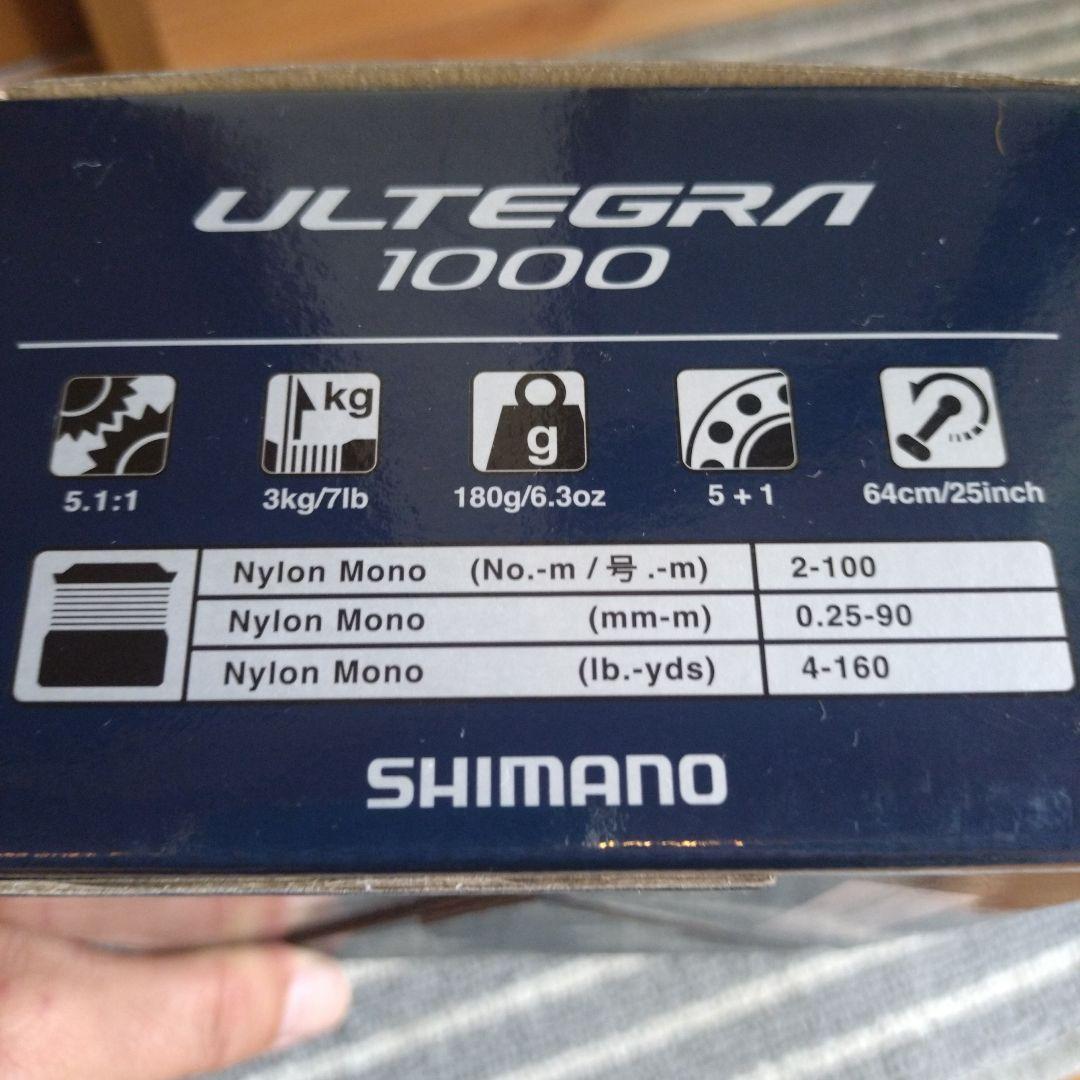 ULTEGRA
1000
kg
g
5.1:1 3kg/7lb 180g/6.3oz 5 + 1 64cm/25inch
Nylon Mono (No.-m / 号 .-m) 2-100
Nylon Mono (mm-m) 0.25-90
Nylon Mono (lb.-yds) 4-160
SHIMANO